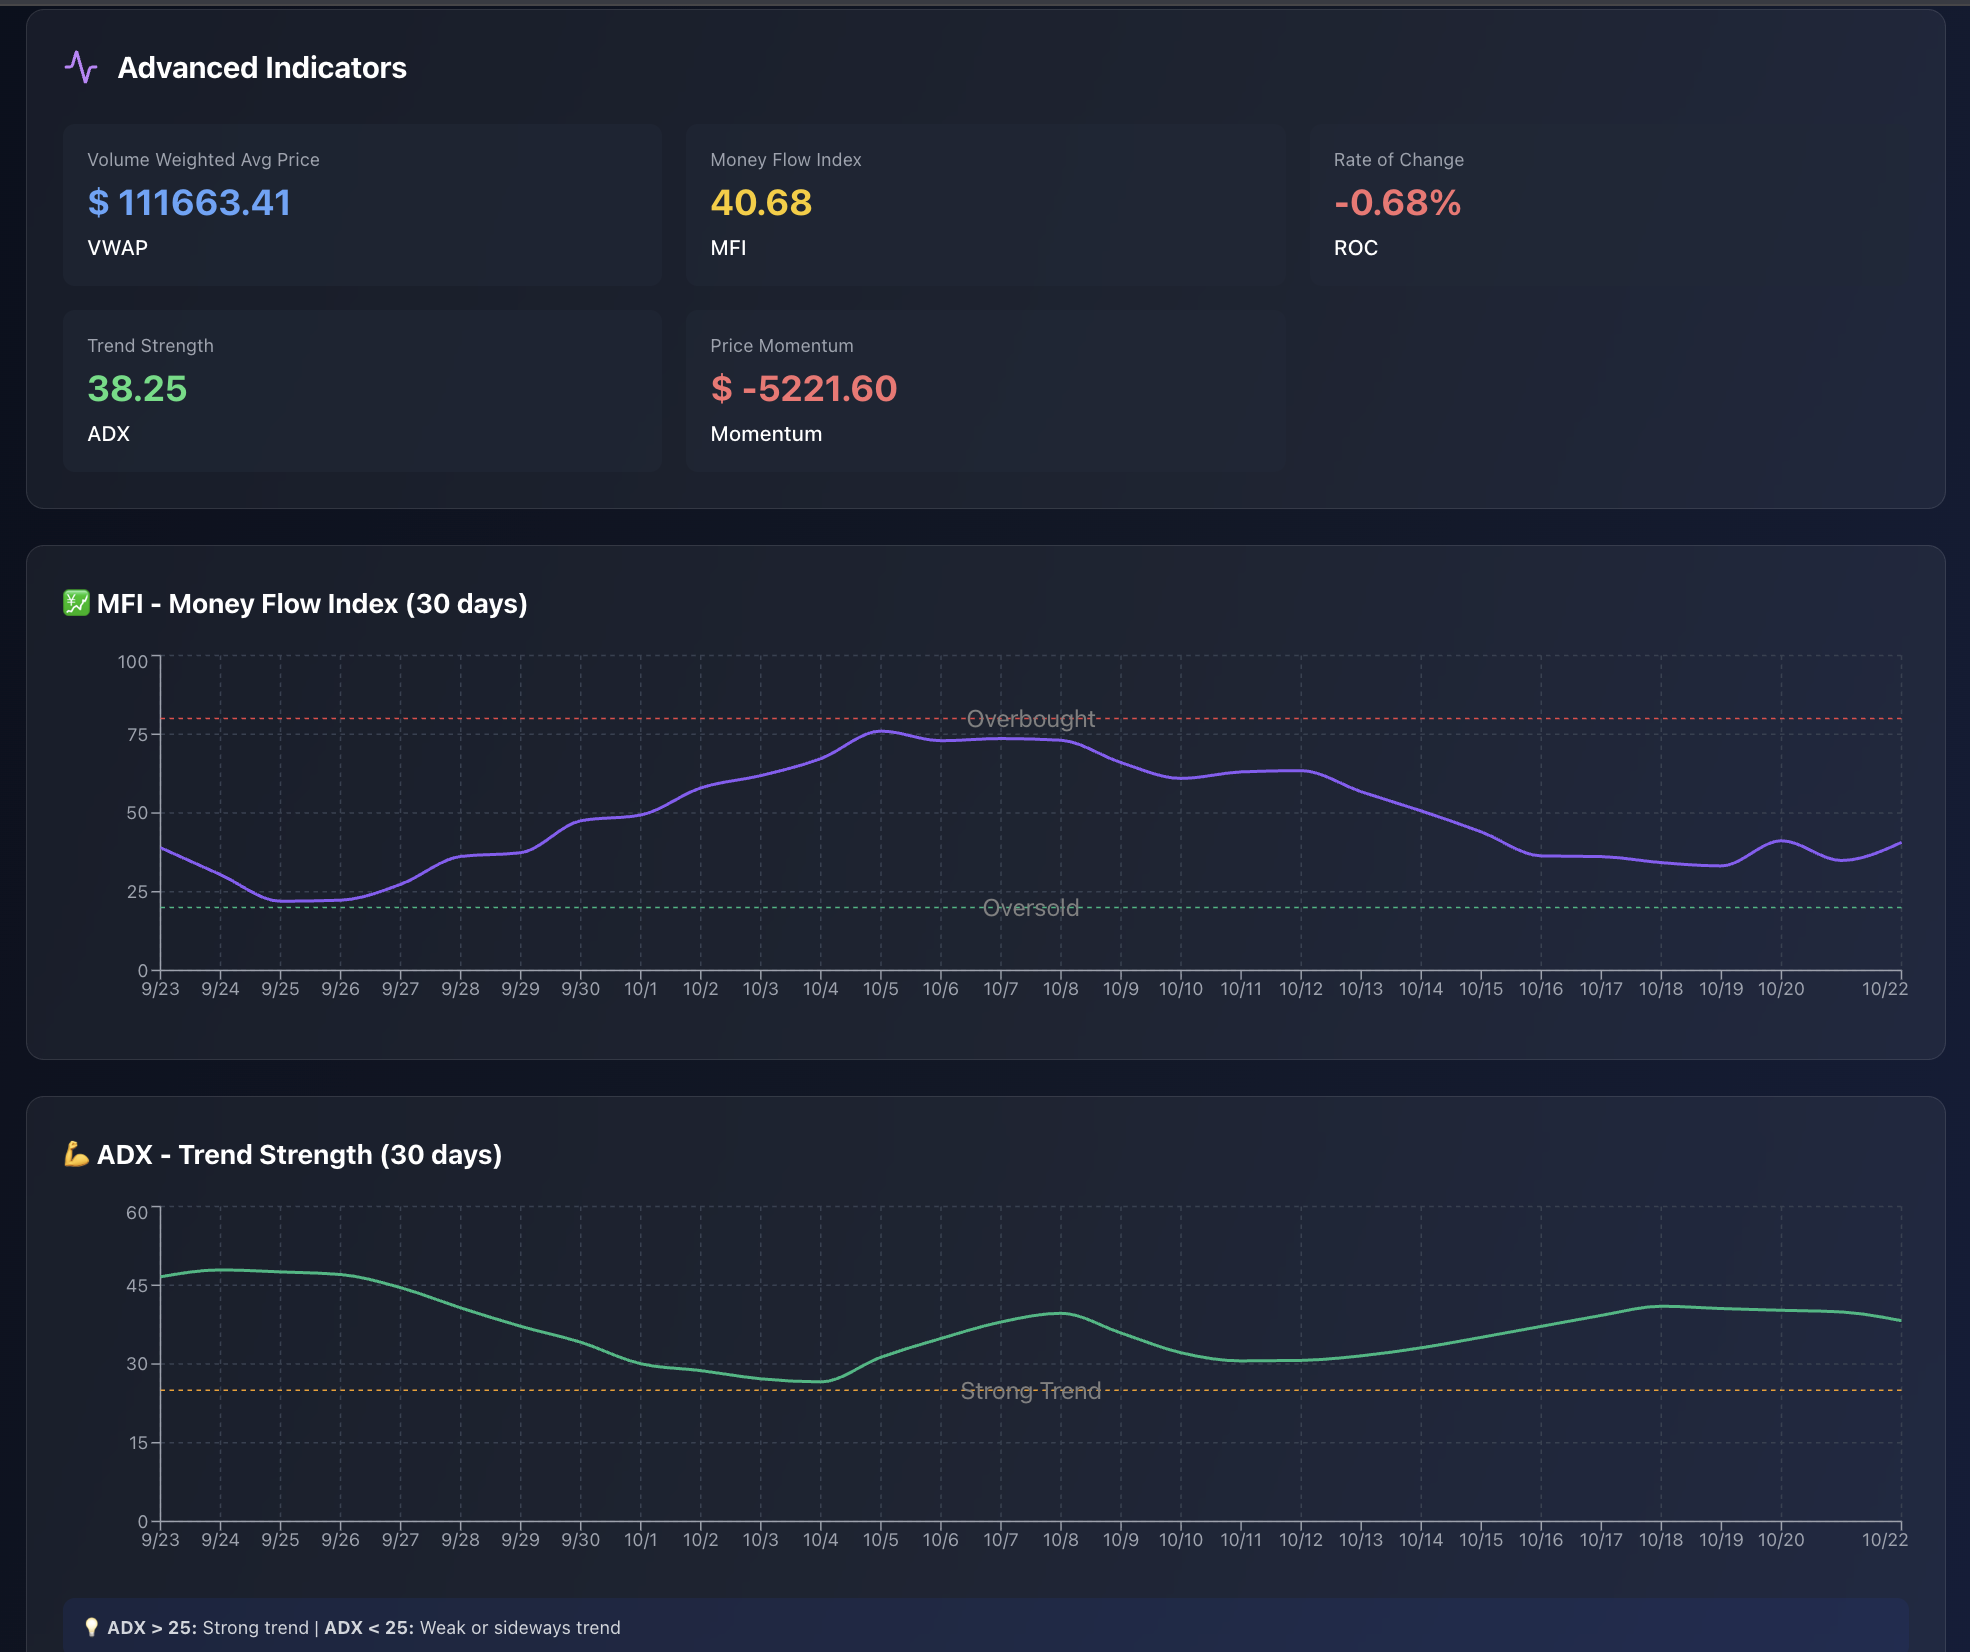 Advanced Indicators
Volume Weighted Avg Price
$ 111663.41
VWAP
Money Flow Index
40.68
MFI
Rate of Change
-0.68%
ROC
Trend Strength
38.25
ADX
Price Momentum
$ -5221.60
Momentum
💹 MFI - Money Flow Index (30 days)
100
75
50
25
0
Overbought
Oversold
9/23 9/24 9/25 9/26 9/27 9/28 9/29 9/30 10/1 10/2 10/3 10/4 10/5 10/6 10/7 10/8 10/9 10/10 10/11 10/12 10/13 10/14 10/15 10/16 10/17 10/18 10/19 10/20 10/22
💪 ADX - Trend Strength (30 days)
60
45
30
15
0
Strong Trend
9/23 9/24 9/25 9/26 9/27 9/28 9/29 9/30 10/1 10/2 10/3 10/4 10/5 10/6 10/7 10/8 10/9 10/10 10/11 10/12 10/13 10/14 10/15 10/16 10/17 10/18 10/19 10/20 10/22
💡 ADX > 25: Strong trend | ADX < 25: Weak or sideways trend